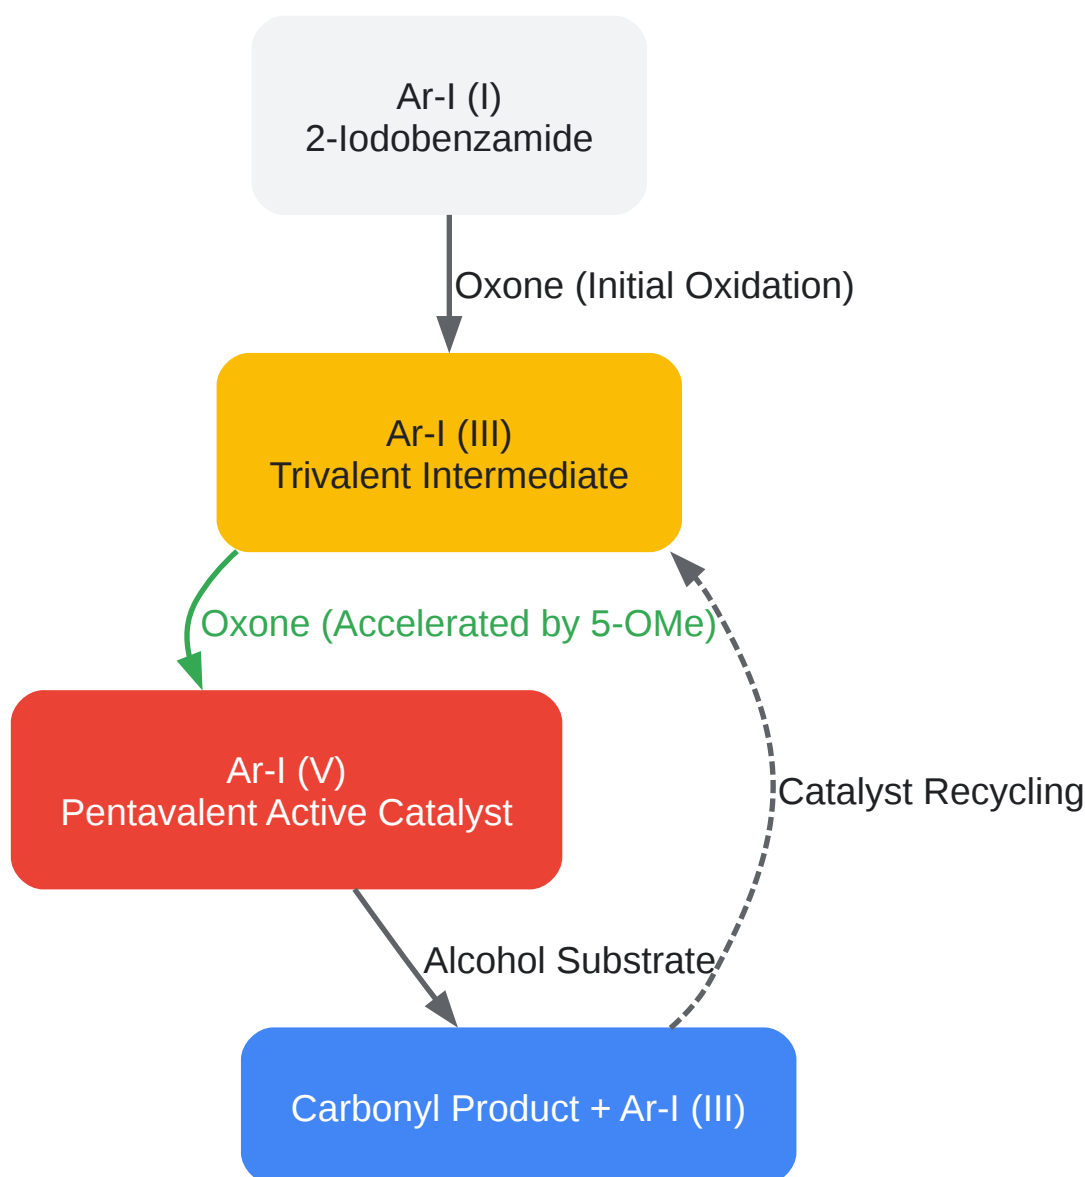 Ar-I (I)
2-Iodobenzamide
Oxone (Initial Oxidation)
Ar-I (III)
Trivalent Intermediate
Oxone (Accelerated by 5-OMe)
Ar-I (V)
Pentavalent Active Catalyst
Catalyst Recycling
Alcohol Substrate
Carbonyl Product + Ar-I (III)